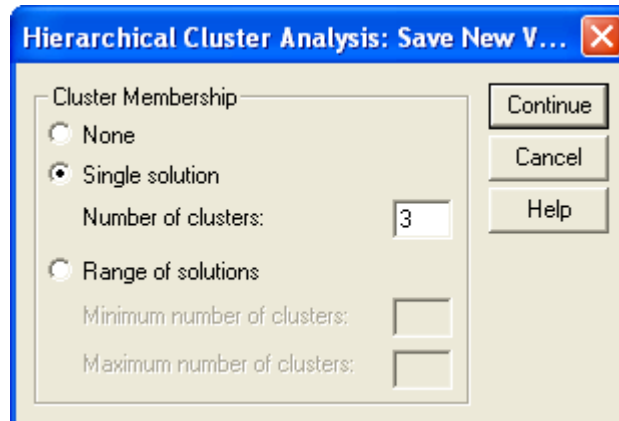 Hierarchical Cluster Analysis: Save New V...
Cluster Membership
None
Single solution
Number of clusters: 3
Range of solutions
Minimum number of clusters:
Maximum number of clusters:
Continue
Cancel
Help